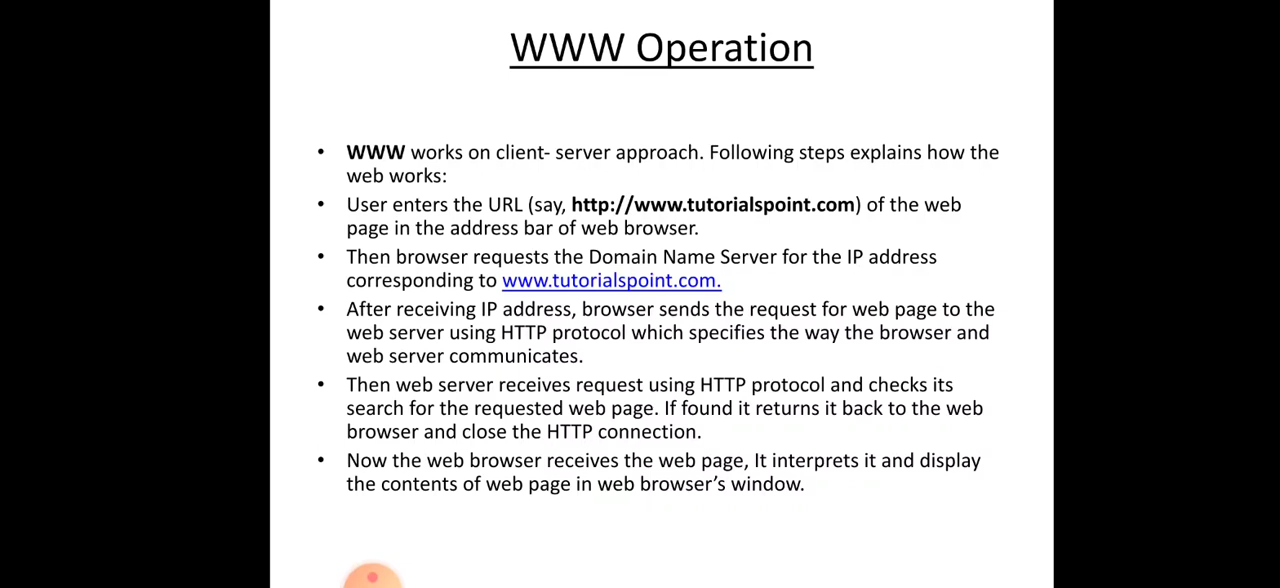 WWW Operation
• WWW works on client- server approach. Following steps explains how the
web works:
• User enters the URL (say, http://www.tutorialspoint.com) of the web
page in the address bar of web browser.
• Then browser requests the Domain Name Server for the IP address
corresponding to www.tutorialspoint.com.
• After receiving IP address, browser sends the request for web page to the
web server using HTTP protocol which specifies the way the browser and
web server communicates.
• Then web server receives request using HTTP protocol and checks its
search for the requested web page. If found it returns it back to the web
browser and close the HTTP connection.
• Now the web browser receives the web page, It interprets it and display
the contents of web page in web browser’s window.